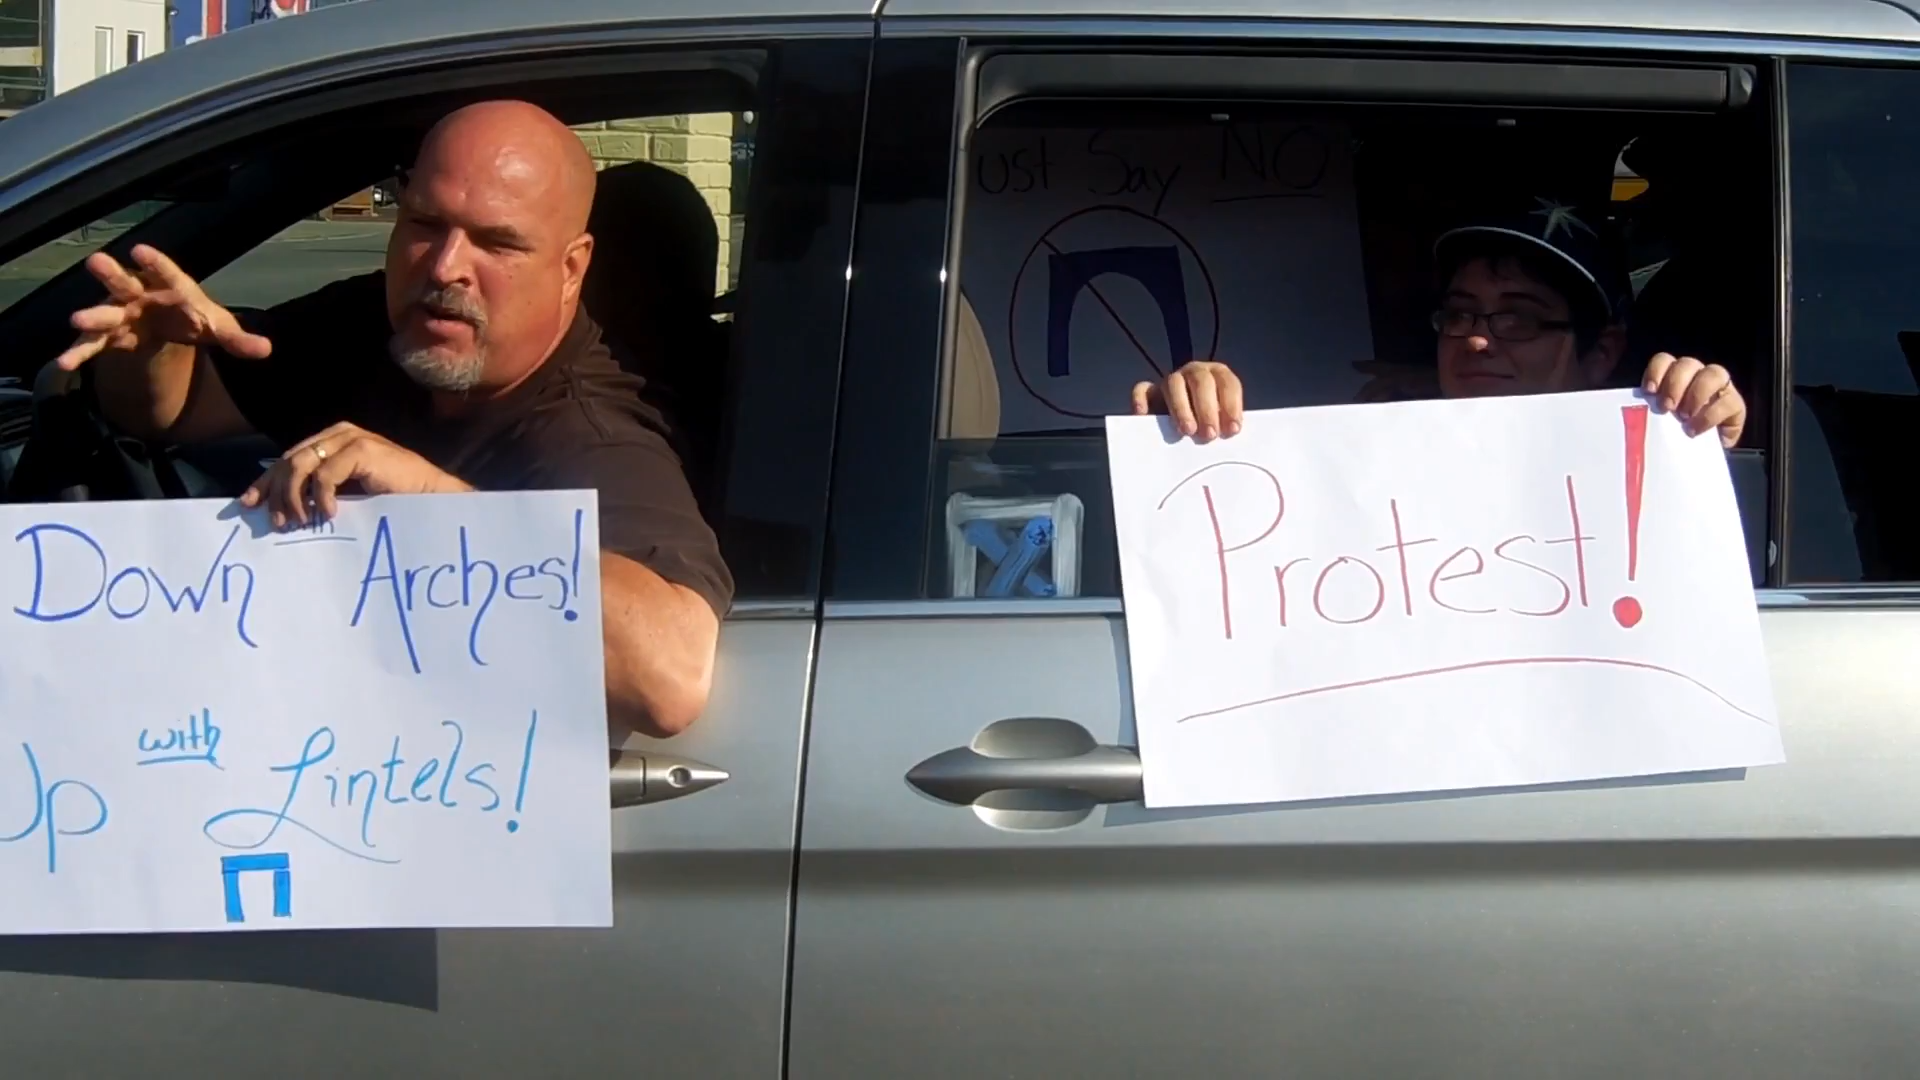 Down with Arches!
Up with Lintels!
ust Say NO
Protest!